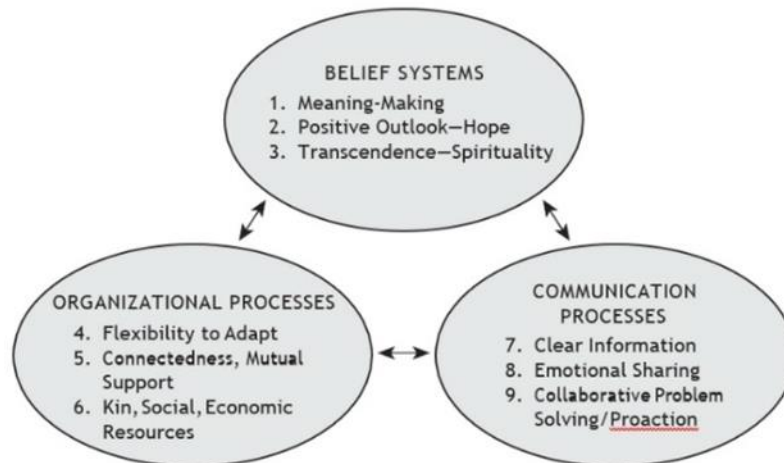 BELIEF SYSTEMS
1. Meaning-Making
2. Positive Outlook—Hope
3. Transcendence—Spirituality
ORGANIZATIONAL PROCESSES
4. Flexibility to Adapt
5. Connectedness, Mutual
Support
6. Kin, Social, Economic
Resources
COMMUNICATION
PROCESSES
7. Clear Information
8. Emotional Sharing
9. Collaborative Problem
Solving/Proaction